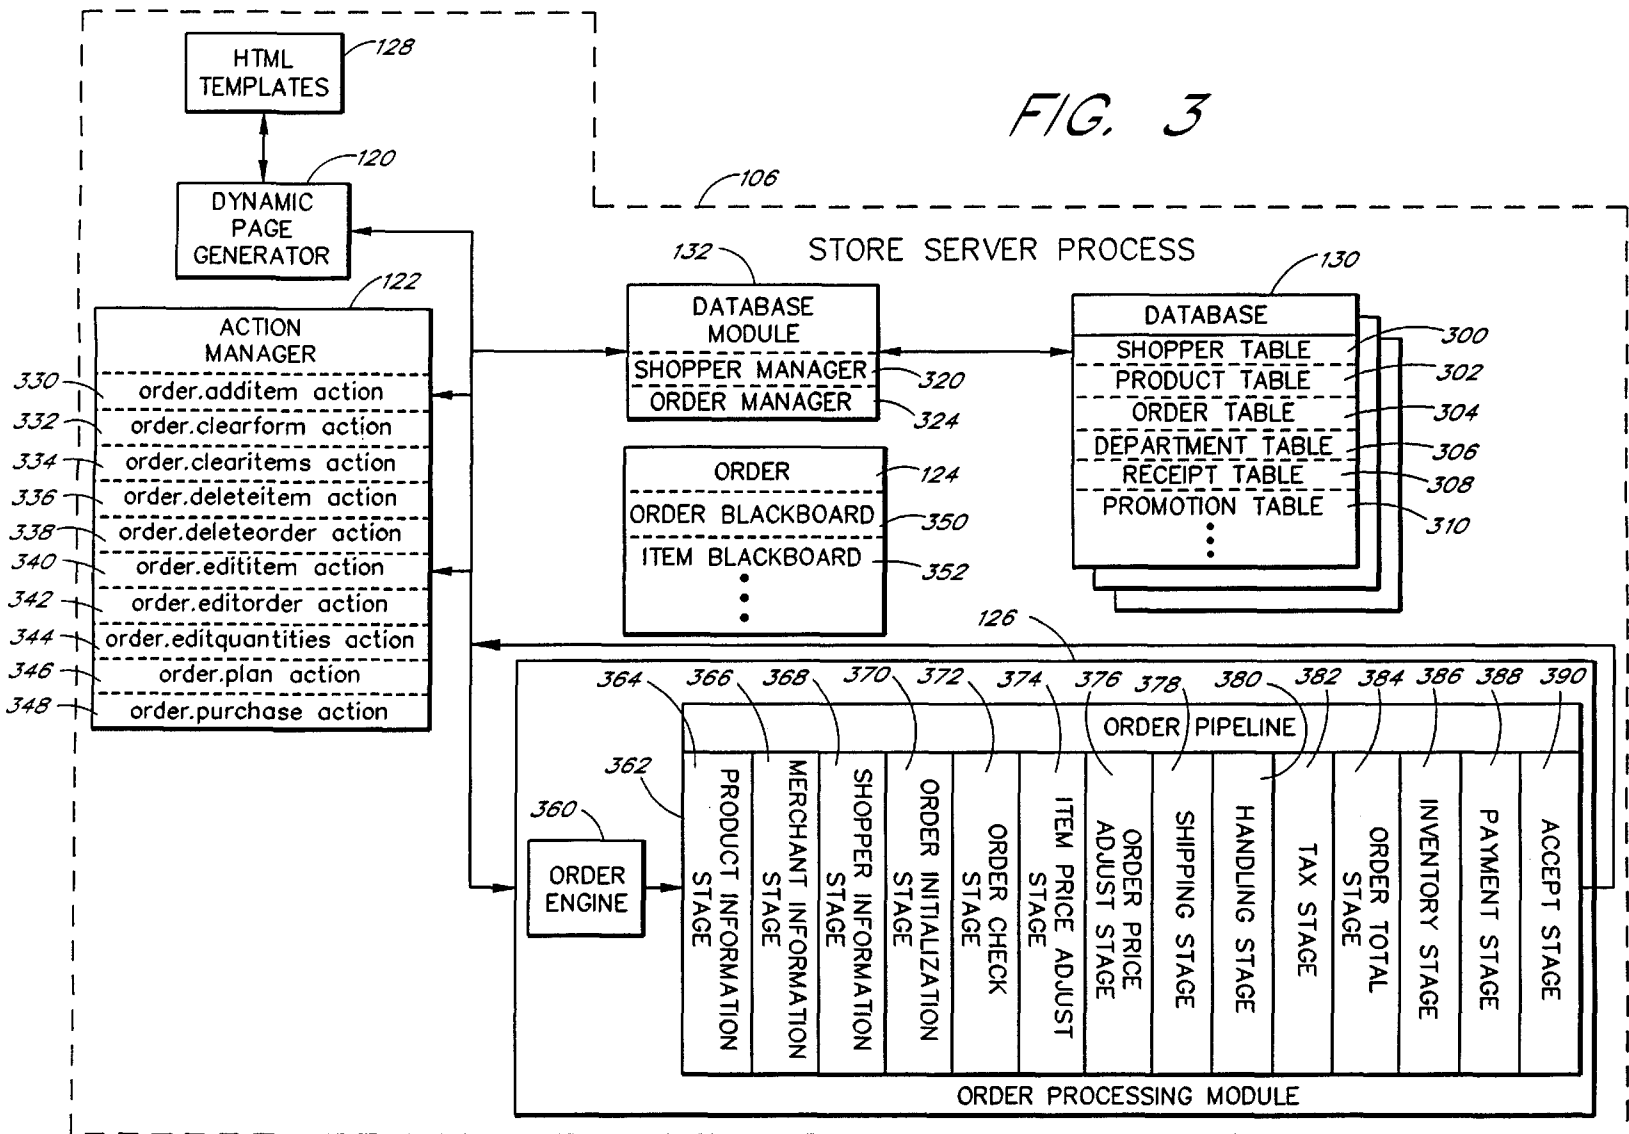 FIG. 3
128
HTML
TEMPLATES
120
DYNAMIC
PAGE
GENERATOR
106
STORE SERVER PROCESS
122
ACTION
MANAGER
330
order.additem action
332
order.clearform action
334
order.clearitems action
336
order.deleteitem action
338
order.deleteorder action
340
order.edititem action
342
order.editorder action
344
order.editquantities action
346
order.plan action
348
order.purchase action
132
DATABASE
MODULE
SHOPPER MANAGER
320
ORDER MANAGER
324
ORDER
124
ORDER BLACKBOARD
350
ITEM BLACKBOARD
352
130
DATABASE
SHOPPER TABLE
300
PRODUCT TABLE
302
ORDER TABLE
304
DEPARTMENT TABLE
306
RECEIPT TABLE
308
PROMOTION TABLE
310
126
364 366 368 370 372 374 376 378 380 382 384 386 388 390
ORDER PIPELINE
362
360
ORDER
ENGINE
PRODUCT INFORMATION
STAGE
MERCHANT INFORMATION
STAGE
SHOPPER INFORMATION
STAGE
ORDER INITIALIZATION
STAGE
ORDER CHECK
STAGE
ITEM PRICE ADJUST
STAGE
ORDER PRICE
ADJUST STAGE
SHIPPING STAGE
HANDLING STAGE
TAX STAGE
ORDER TOTAL
STAGE
INVENTORY STAGE
PAYMENT STAGE
ACCEPT STAGE
ORDER PROCESSING MODULE